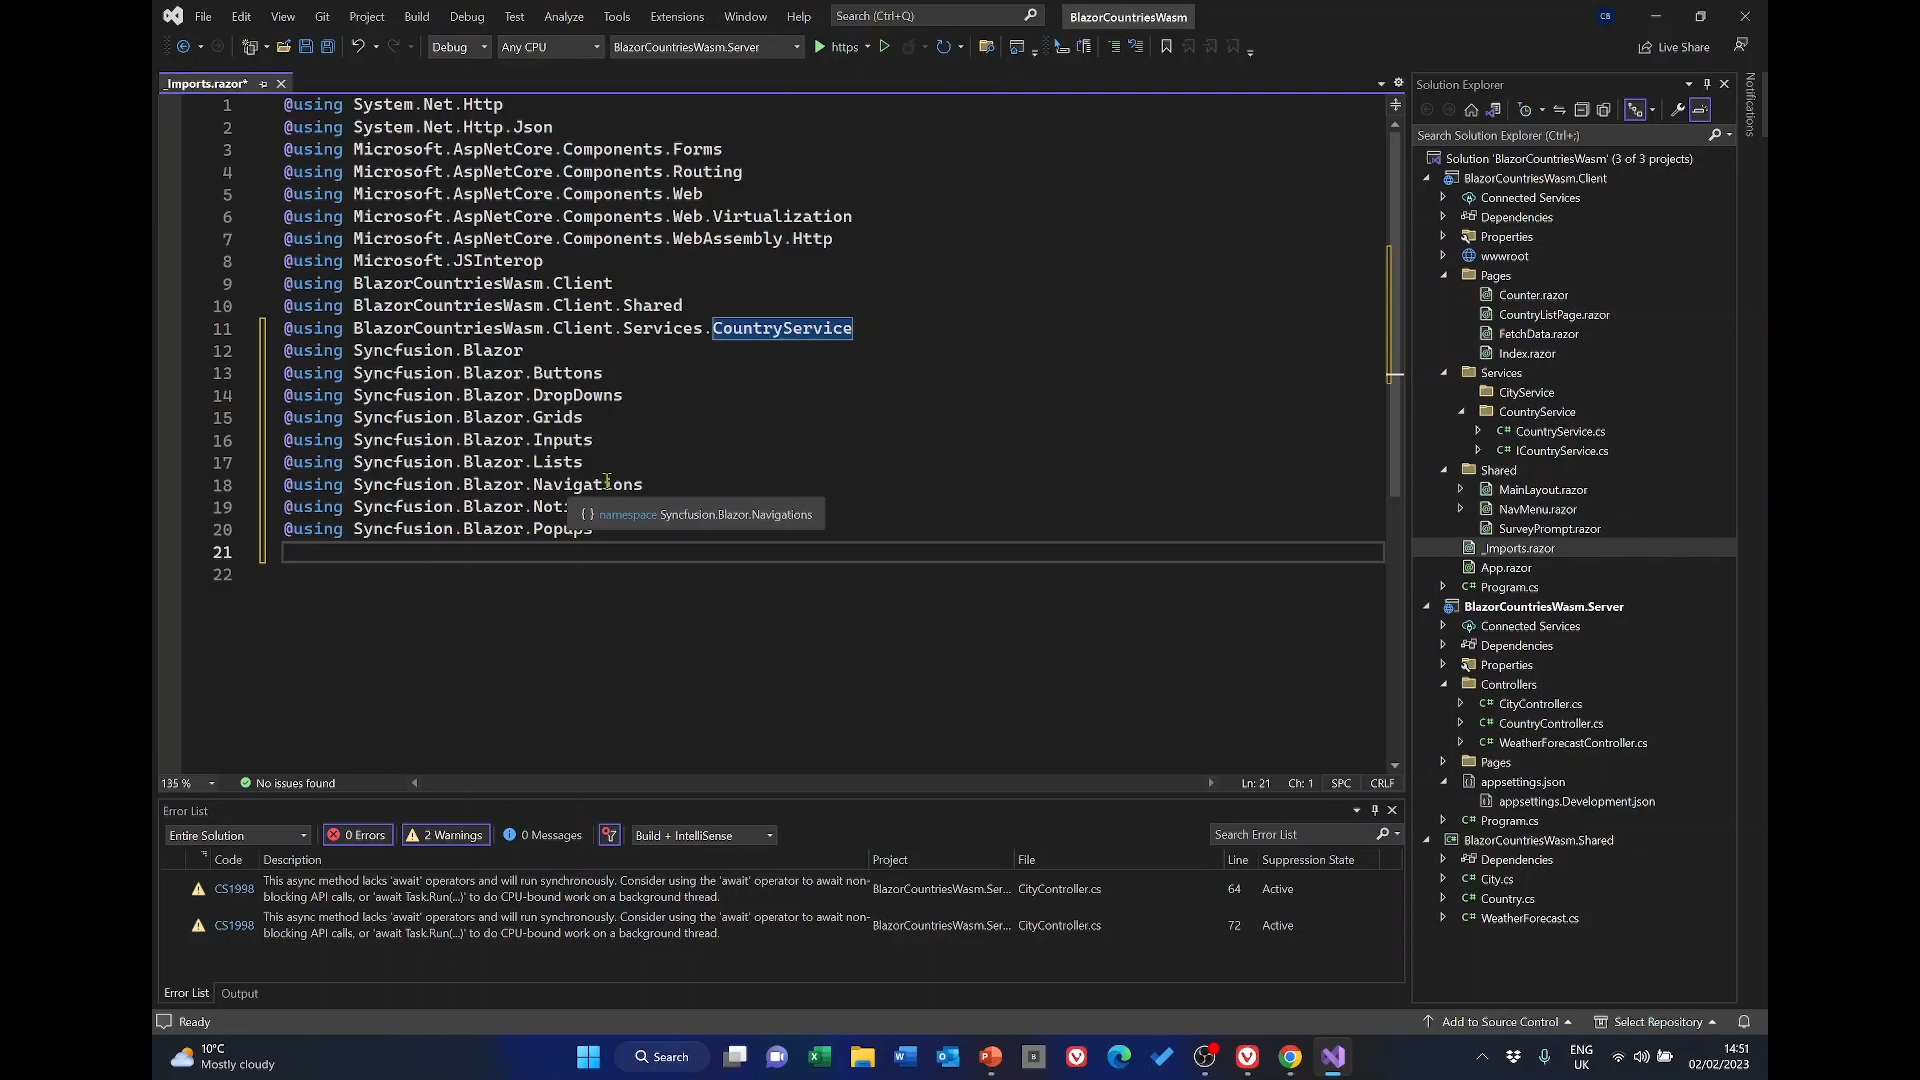 File Edit View Git Project Build Debug Test Analyze Tools Extensions Window Help Search (Ctrl+Q) BlazorCountriesWasm CB
Debug Any CPU BlazorCountriesWasm.Server https Live Share
_Imports.razor*
1 @using System.Net.Http
2 @using System.Net.Http.Json
3 @using Microsoft.AspNetCore.Components.Forms
4 @using Microsoft.AspNetCore.Components.Routing
5 @using Microsoft.AspNetCore.Components.Web
6 @using Microsoft.AspNetCore.Components.Web.Virtualization
7 @using Microsoft.AspNetCore.Components.WebAssembly.Http
8 @using Microsoft.JSInterop
9 @using BlazorCountriesWasm.Client
10 @using BlazorCountriesWasm.Client.Shared
11 @using BlazorCountriesWasm.Client.Services.CountryService
12 @using Syncfusion.Blazor
13 @using Syncfusion.Blazor.Buttons
14 @using Syncfusion.Blazor.DropDowns
15 @using Syncfusion.Blazor.Grids
16 @using Syncfusion.Blazor.Inputs
17 @using Syncfusion.Blazor.Lists
18 @using Syncfusion.Blazor.Navigations
19 @using Syncfusion.Blazor.Noti
{ } namespace Syncfusion.Blazor.Navigations
20 @using Syncfusion.Blazor.Popups
21
22
135 % No issues found Ln: 21 Ch: 1 SPC CRLF
Error List
Entire Solution 0 Errors 2 Warnings 0 Messages Build + IntelliSense Search Error List
Code Description Project File Line Suppression State
CS1998 This async method lacks 'await' operators and will run synchronously. Consider using the 'await' operator to await non-
blocking API calls, or 'await Task.Run(...)' to do CPU-bound work on a background thread. BlazorCountriesWasm.Ser... CityController.cs 64 Active
CS1998 This async method lacks 'await' operators and will run synchronously. Consider using the 'await' operator to await non-
blocking API calls, or 'await Task.Run(...)' to do CPU-bound work on a background thread. BlazorCountriesWasm.Ser... CityController.cs 72 Active
Error List Output
Solution Explorer
Search Solution Explorer (Ctrl+;)
Solution 'BlazorCountriesWasm' (3 of 3 projects)
BlazorCountriesWasm.Client
Connected Services
Dependencies
Properties
wwwroot
Pages
Counter.razor
CountryListPage.razor
FetchData.razor
Index.razor
Services
CityService
CountryService
C# CountryService.cs
C# ICountryService.cs
Shared
MainLayout.razor
NavMenu.razor
SurveyPrompt.razor
_Imports.razor
App.razor
C# Program.cs
BlazorCountriesWasm.Server
Connected Services
Dependencies
Properties
Controllers
C# CityController.cs
C# CountryController.cs
C# WeatherForecastController.cs
Pages
appsettings.json
appsettings.Development.json
C# Program.cs
BlazorCountriesWasm.Shared
Dependencies
C# City.cs
C# Country.cs
C# WeatherForecast.cs
Notifications
Ready Add to Source Control Select Repository
10°C
Mostly cloudy
Search
ENG
UK
14:51
02/02/2023